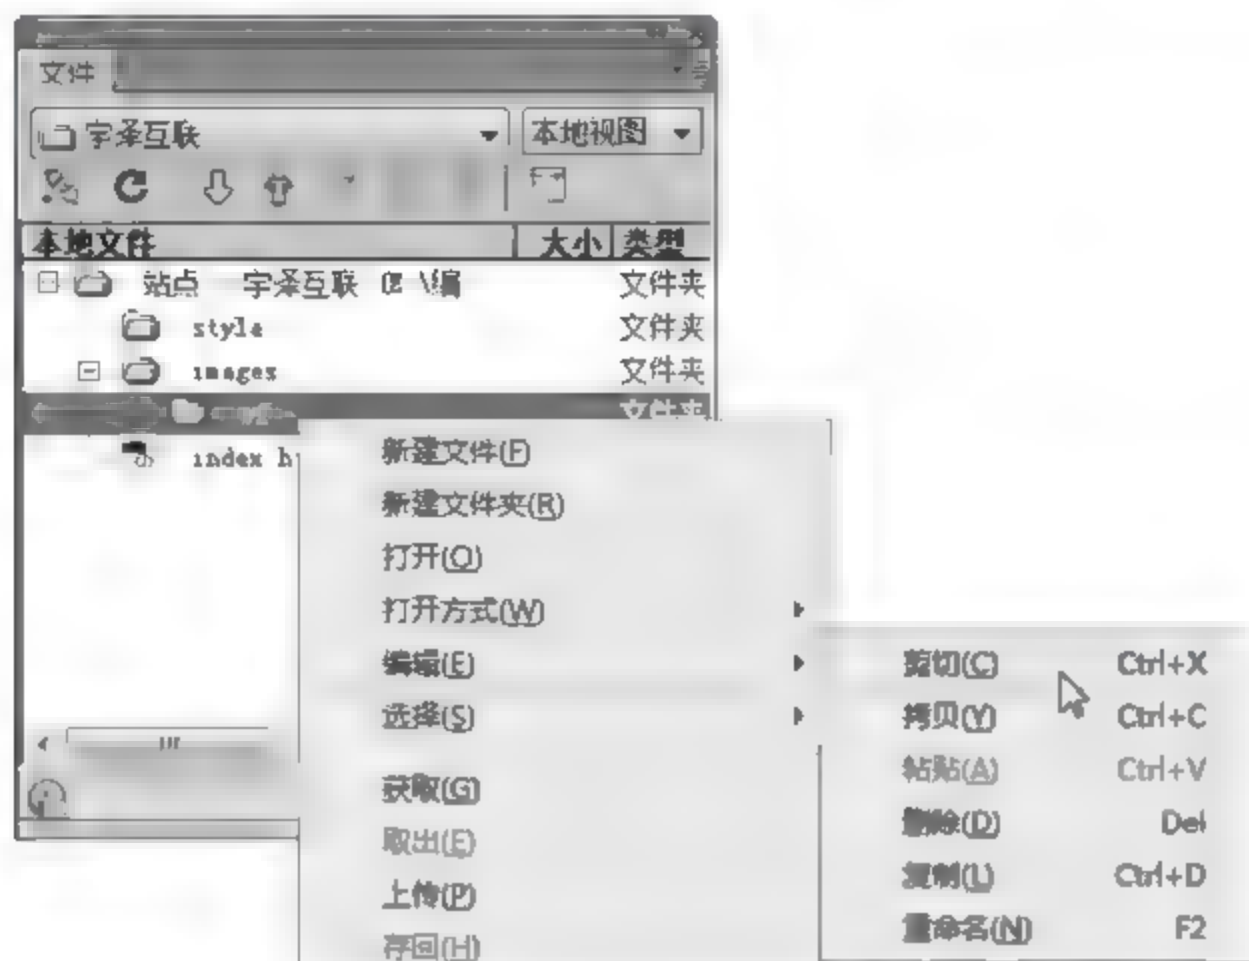 文件
宇泽互联 本地视图
本地文件 大小 类型
站点 宇泽互联 \编 文件夹
style 文件夹
images 文件夹
文件夹
index h
新建文件(F)
新建文件夹(R)
打开(O)
打开方式(W)
编辑(E)
选择(S)
获取(G)
取出(E)
上传(P)
存回(H)
剪切(C) Ctrl+X
拷贝(Y) Ctrl+C
粘贴(A) Ctrl+V
删除(D) Del
复制(L) Ctrl+D
重命名(N) F2